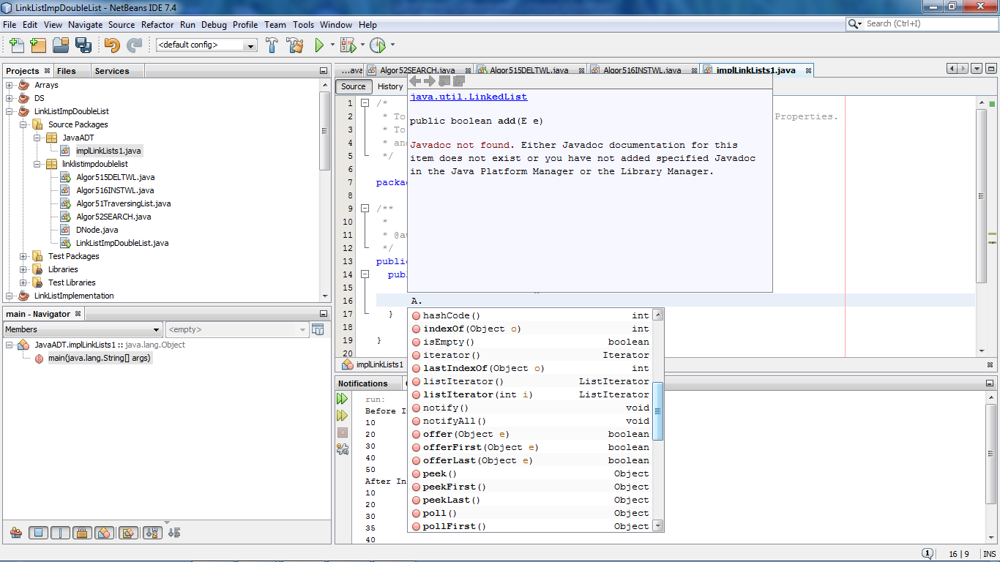 LinkListImpDoubleList - NetBeans IDE 7.4
File Edit View Navigate Source Refactor Run Debug Profile Team Tools Window Help
Search (Ctrl+I)
<default config>
Projects Files Services
Arrays
DS
LinkListImpDoubleList
Source Packages
JavaADT
implLinkLists1.java
linklistimpdoublelist
Algor515DELTWL.java
Algor516INSTWL.java
Algor51TraversingList.java
Algor52SEARCH.java
DNode.java
LinkListImpDoubleList.java
Test Packages
Libraries
Test Libraries
LinkListImplementation
main - Navigator
Members <empty>
JavaADT.implLinkLists1 :: java.lang.Object
main(java.lang.String[] args)
...ava Algor52SEARCH.java Algor515DELTWL.java Algor516INSTWL.java implLinkLists1.java
Source History
1 /*
2 * To Properties.
3 * To
4 * and
5 */
6
7 packa
8
9 /**
10 *
11 * @au
12 */
13 public
14 publ
15
16 A.
17 }
18
19 }
20
java.util.LinkedList
public boolean add(E e)
Javadoc not found. Either Javadoc documentation for this
item does not exist or you have not added specified Javadoc
in the Java Platform Manager or the Library Manager.
hashCode() int
indexOf(Object o) int
isEmpty() boolean
iterator() Iterator
lastIndexOf(Object o) int
listIterator() ListIterator
listIterator(int i) ListIterator
notify() void
notifyAll() void
offer(Object e) boolean
offerFirst(Object e) boolean
offerLast(Object e) boolean
peek() Object
peekFirst() Object
peekLast() Object
poll() Object
pollFirst() Object
implLinkLists1
Notifications
run:
Before In
10
20
30
40
50
After In
10
20
30
35
40
1 16 | 9 INS